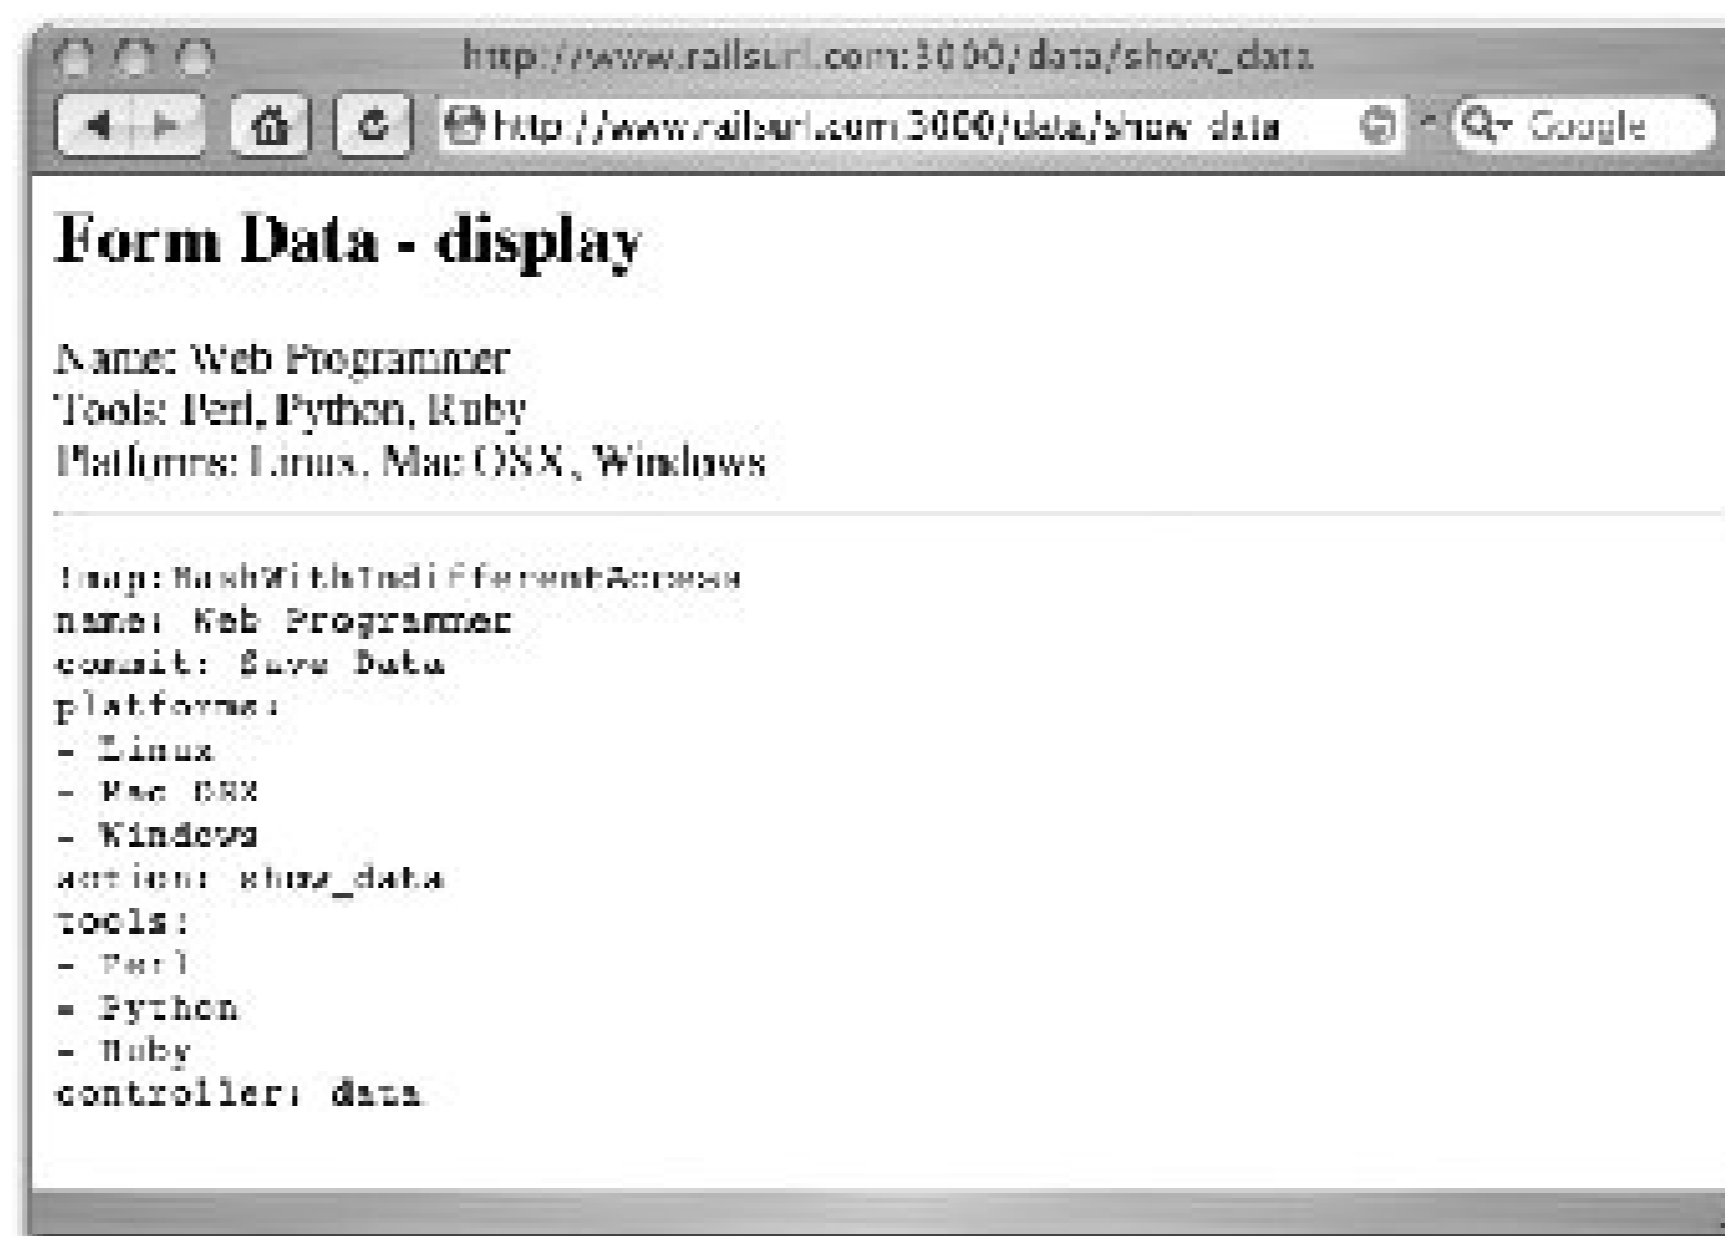 http://www.railsurl.com:3000/data/show_data
http://www.railsurl.com:3000/data/show_data
Google
Form Data - display
Name: Web Programmer
Tools: Perl, Python, Ruby
Platforms: Linux, Mac OSX, Windows
!map:HashWithIndifferentAccess
name: Web Programmer
commit: Save Data
platforms:
- Linux
- Mac OSX
- Windows
action: show_data
tools:
- Perl
- Python
- Ruby
controller: data